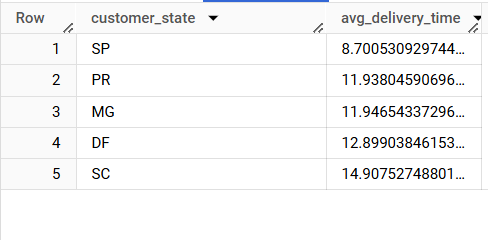 Row customer_state avg_delivery_time
1 SP 8.700530929744...
2 PR 11.93804590696...
3 MG 11.94654337296...
4 DF 12.89903846153...
5 SC 14.90752748801...